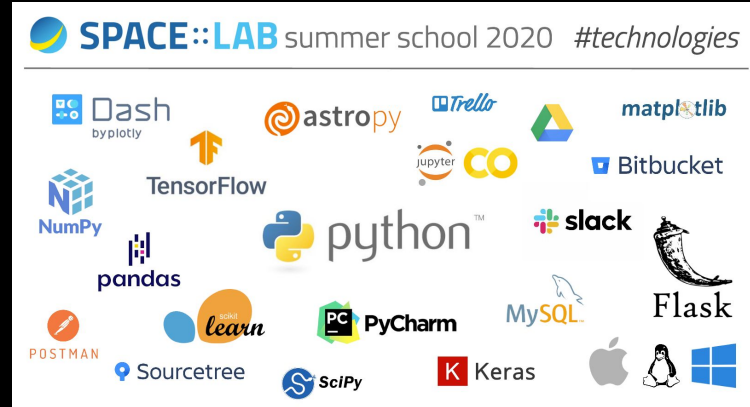 SPACE::LAB summer school 2020 #technologies
Dash
by plotly
astropy
Trello
matplotlib
TensorFlow
jupyter
CO
Bitbucket
NumPy
python™
slack
pandas
Flask
POSTMAN
scikit
learn
PC PyCharm
MySQL
Sourcetree
SciPy
K Keras